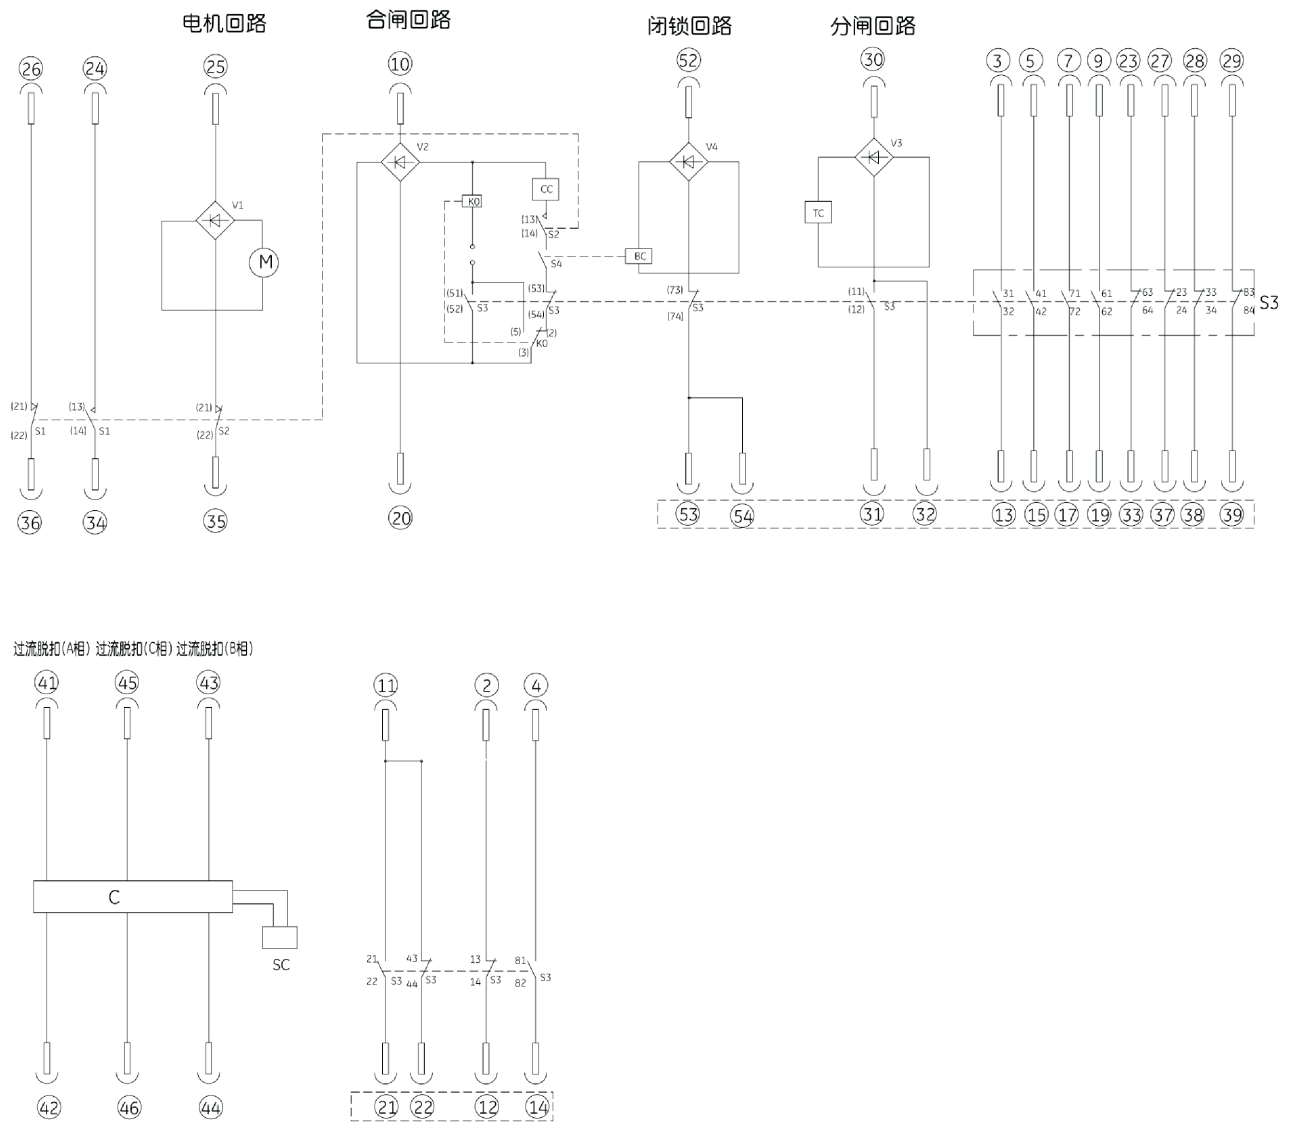 电机回路 合闸回路 闭锁回路 分闸回路
26 24 25 10 52 30 3 5 7 9 23 27 28 29
V2 V4 V3
CC
K0
V1
TC
(13)
(14) S2
M
S4 BC
(51) (53) (73) (11) 31 41 71 61 63 23 33 83
(52) S3 (54) S3 (74) S3 (12) S3 32 42 72 62 64 24 34 84 S3
(5) (2)
K0
(3)
(21) (13) (21)
(22) S1 (14) S1 (22) S2
36 34 35 20 53 54 31 32 13 15 17 19 33 37 38 39
过流脱扣(A相) 过流脱扣(C相) 过流脱扣(B相)
41 45 43 11 2 4
C
SC
21 43 13 81
22 S3 44 S3 14 S3 82 S3
42 46 44 21 22 12 14